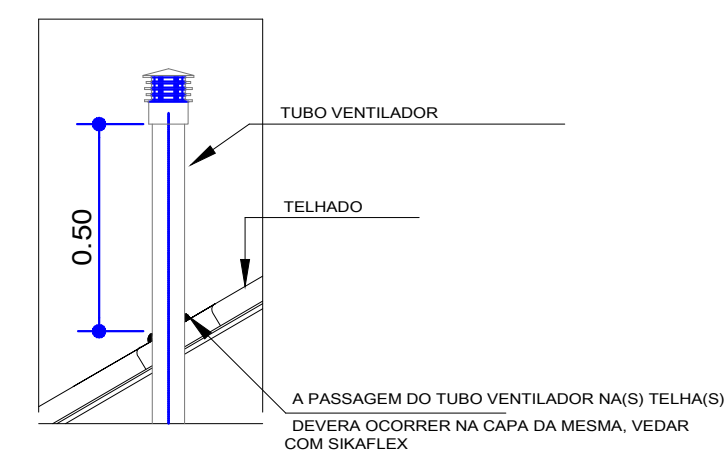 TUBO VENTILADOR
TELHADO
0.50
A PASSAGEM DO TUBO VENTILADOR NA(S) TELHA(S)
DEVERA OCORRER NA CAPA DA MESMA, VEDAR
COM SIKAFLEX